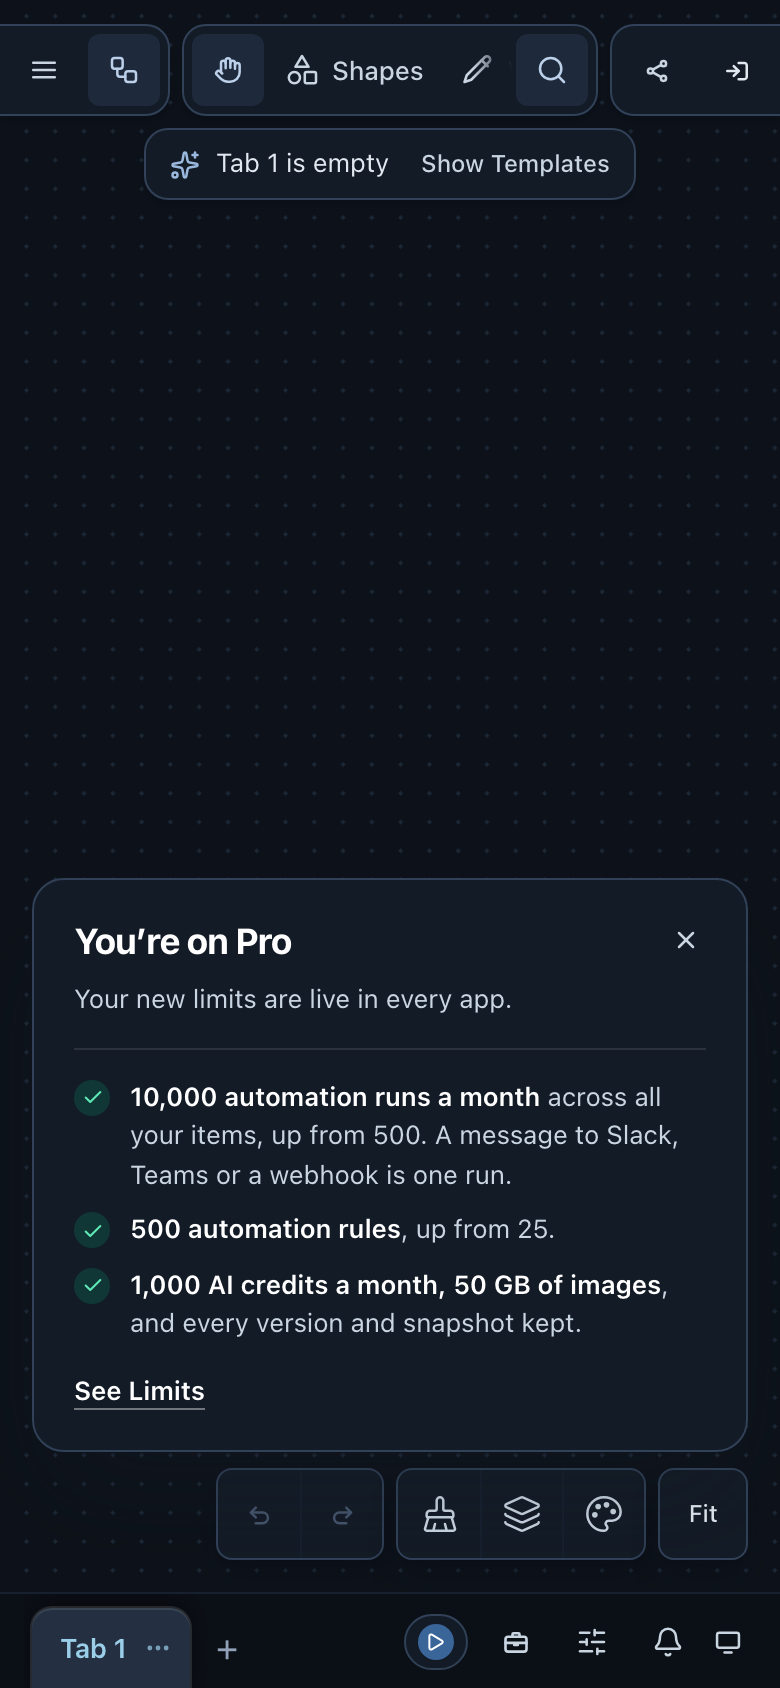 Shapes
Tab 1 is empty Show Templates
You’re on Pro
Your new limits are live in every app.
10,000 automation runs a month across all
your items, up from 500. A message to Slack,
Teams or a webhook is one run.
500 automation rules, up from 25.
1,000 AI credits a month, 50 GB of images,
and every version and snapshot kept.
See Limits
Fit
Tab 1